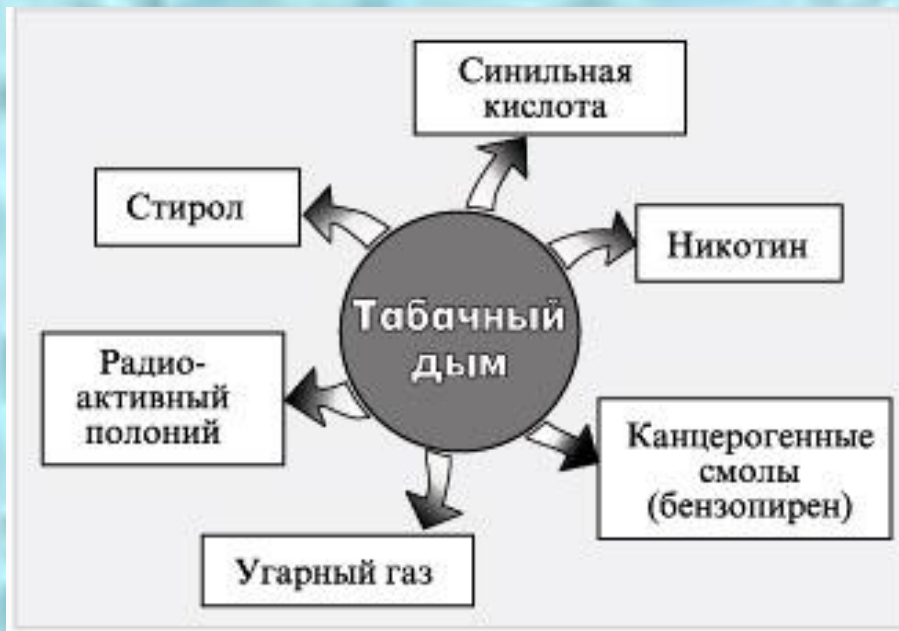 Синильная
кислота
Стирол
Никотин
Табачный
дым
Радио-
активный
полоний
Канцерогенные
смолы
(бензопирен)
Угарный газ